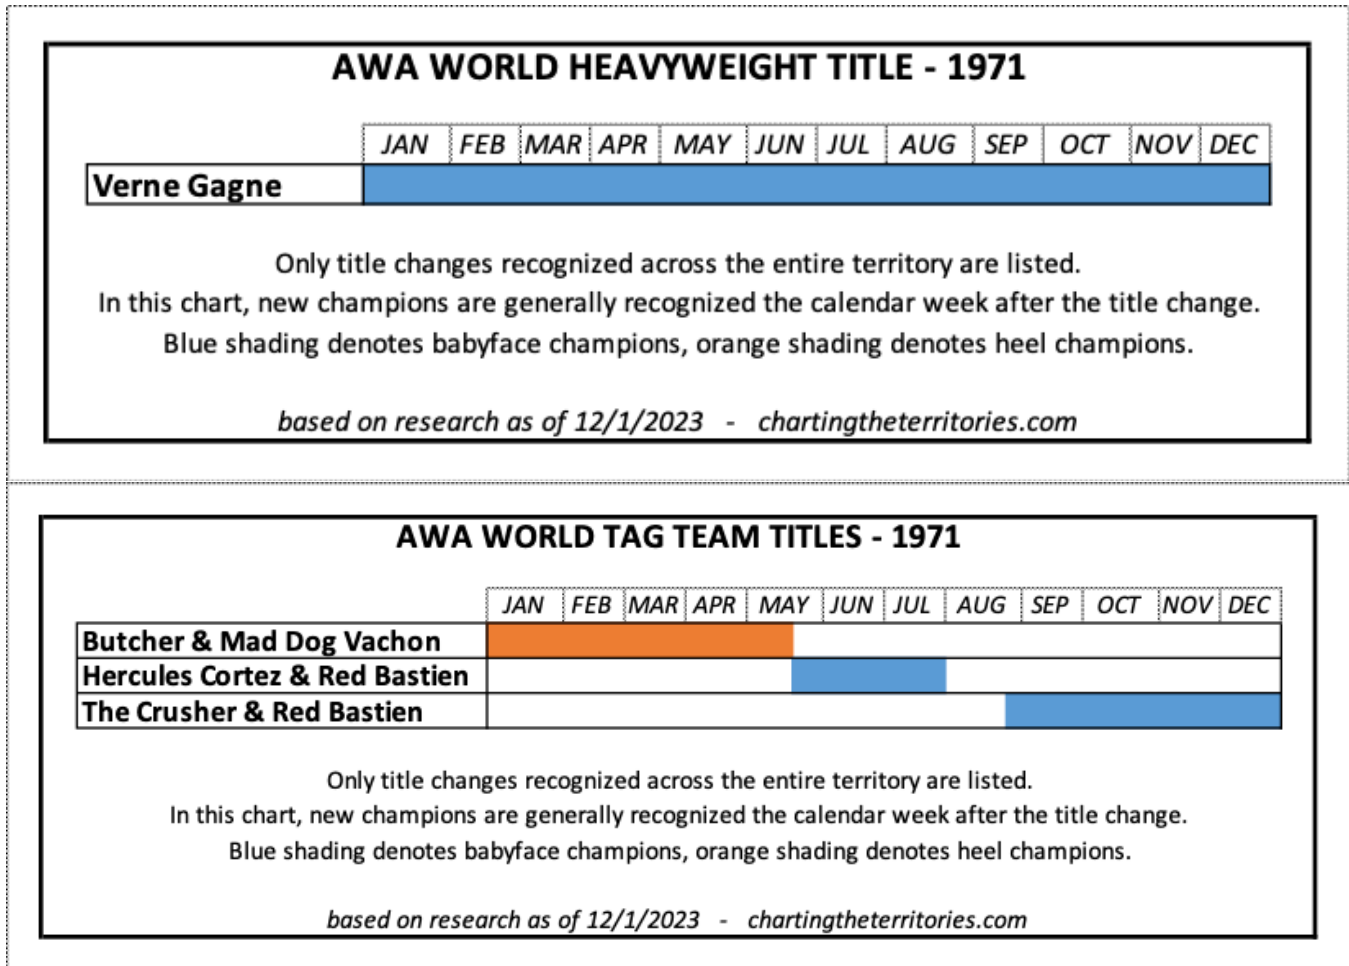 AWA WORLD HEAVYWEIGHT TITLE - 1971
JAN FEB MAR APR MAY JUN JUL AUG SEP OCT NOV DEC
Verne Gagne
Only title changes recognized across the entire territory are listed.
In this chart, new champions are generally recognized the calendar week after the title change.
Blue shading denotes babyface champions, orange shading denotes heel champions.
based on research as of 12/1/2023 - chartingtheterritories.com
AWA WORLD TAG TEAM TITLES - 1971
JAN FEB MAR APR MAY JUN JUL AUG SEP OCT NOV DEC
Butcher & Mad Dog Vachon
Hercules Cortez & Red Bastien
The Crusher & Red Bastien
Only title changes recognized across the entire territory are listed.
In this chart, new champions are generally recognized the calendar week after the title change.
Blue shading denotes babyface champions, orange shading denotes heel champions.
based on research as of 12/1/2023 - chartingtheterritories.com